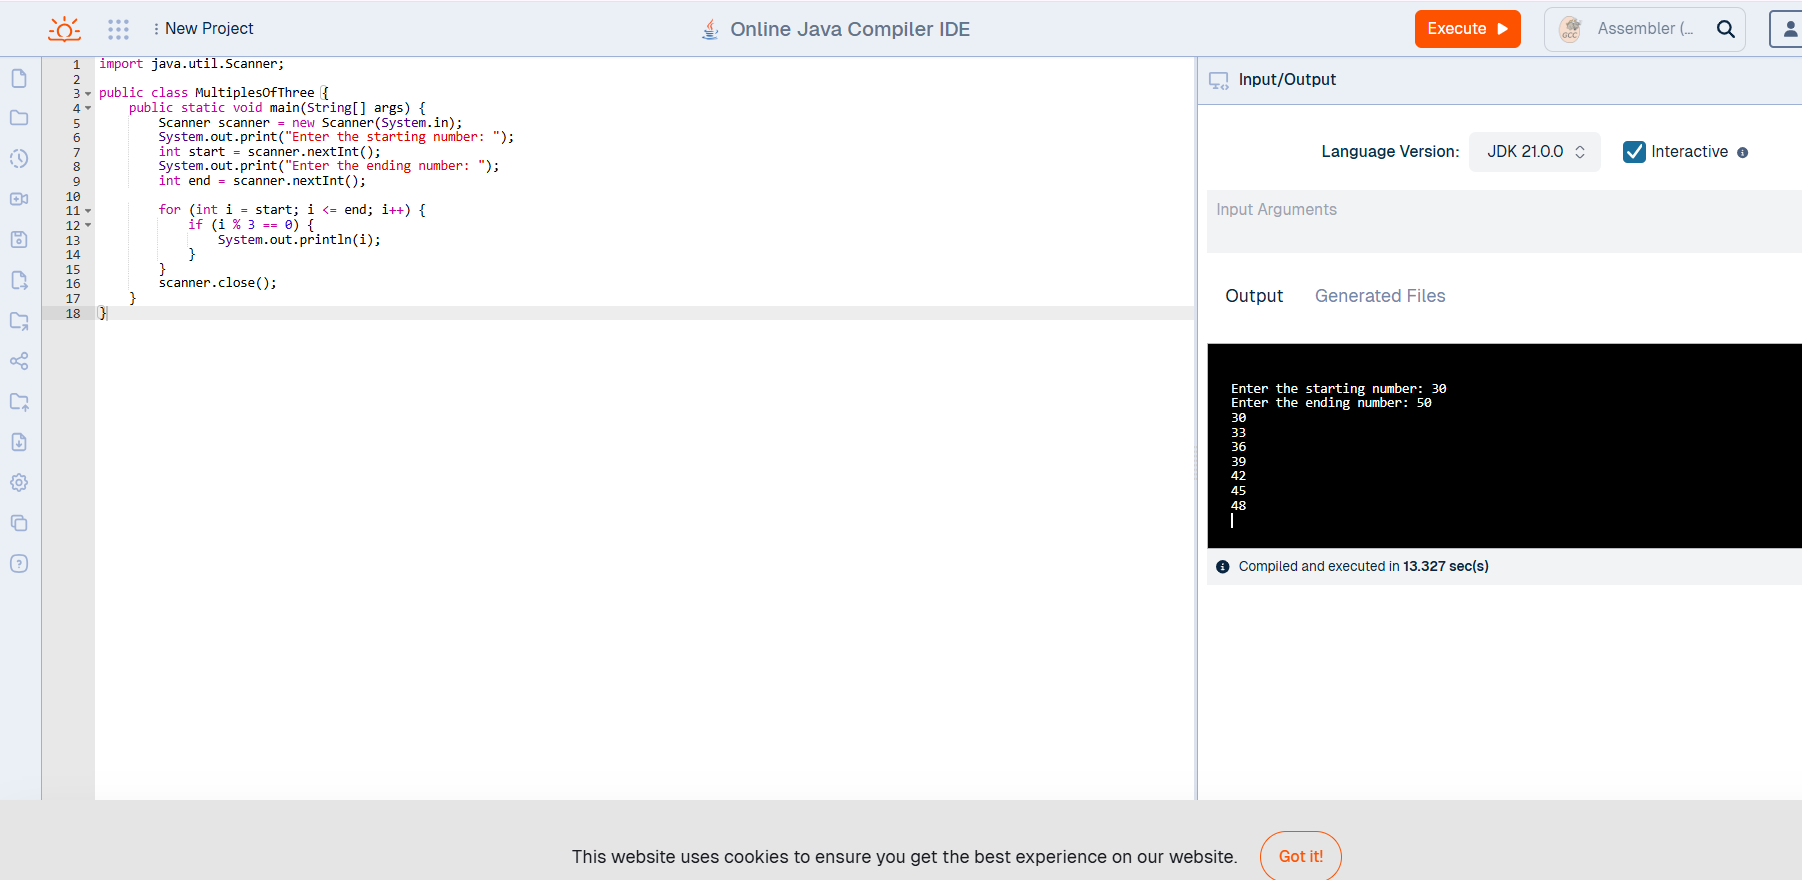 New Project
Online Java Compiler IDE
Execute
GCC
Assembler (...
1 import java.util.Scanner;
2
3 public class MultiplesOfThree {
4     public static void main(String[] args) {
5         Scanner scanner = new Scanner(System.in);
6         System.out.print("Enter the starting number: ");
7         int start = scanner.nextInt();
8         System.out.print("Enter the ending number: ");
9         int end = scanner.nextInt();
10
11         for (int i = start; i <= end; i++) {
12             if (i % 3 == 0) {
13                 System.out.println(i);
14             }
15         }
16         scanner.close();
17     }
18 }
Input/Output
Language Version: JDK 21.0.0 Interactive
Input Arguments
Output Generated Files
Enter the starting number: 30
Enter the ending number: 50
30
33
36
39
42
45
48
Compiled and executed in 13.327 sec(s)
This website uses cookies to ensure you get the best experience on our website. Got it!